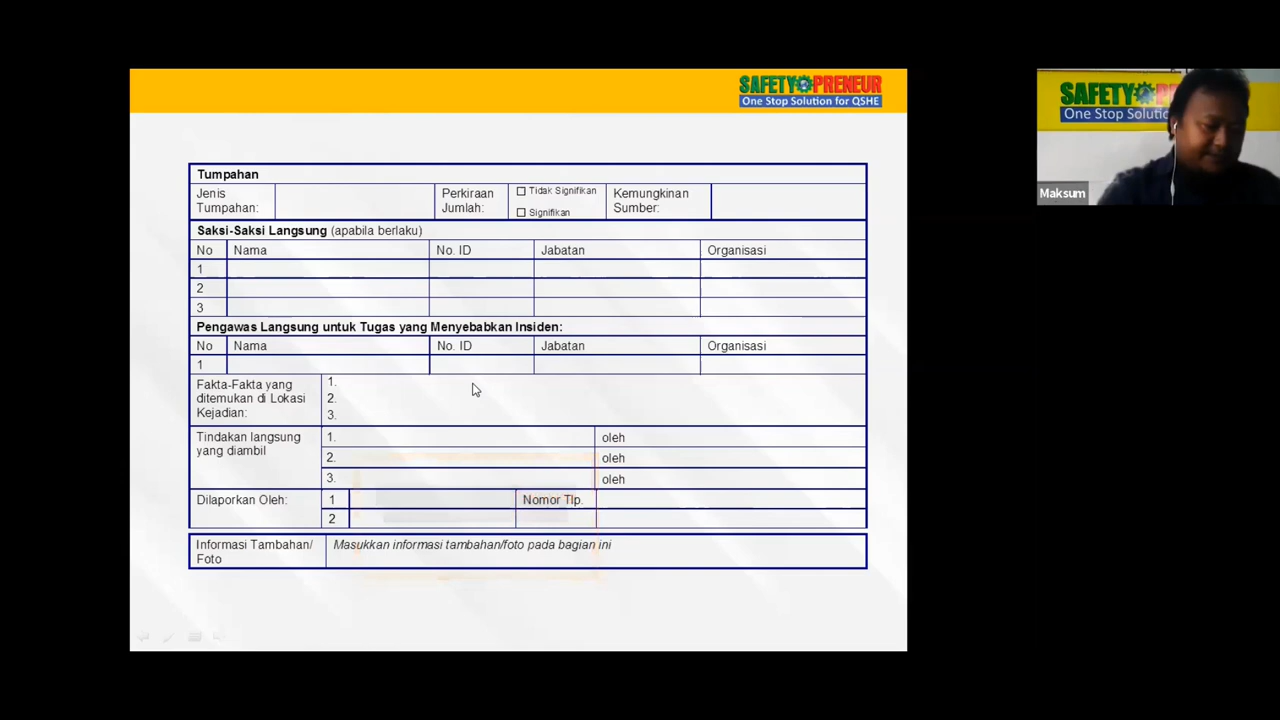 SAFETY PRENEUR
One Stop Solution for QSHE
SAFETY
One Stop
Maksum
Tumpahan
Jenis Tumpahan:
Perkiraan Jumlah:
Tidak Signifikan
Signifikan
Kemungkinan Sumber:
Saksi-Saksi Langsung (apabila berlaku)
No Nama No. ID Jabatan Organisasi
1
2
3
Pengawas Langsung untuk Tugas yang Menyebabkan Insiden:
No Nama No. ID Jabatan Organisasi
1
Fakta-Fakta yang
ditemukan di Lokasi
Kejadian:
1.
2.
3.
Tindakan langsung
yang diambil
1. oleh
2. oleh
3. oleh
Dilaporkan Oleh: 1 Nomor Tlp.
2
Informasi Tambahan/
Foto
Masukkan informasi tambahan/foto pada bagian ini